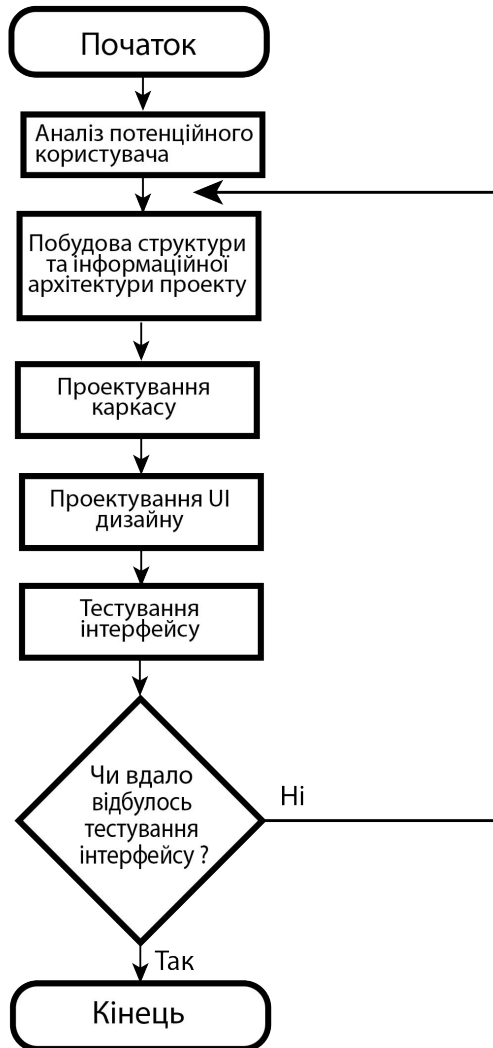 Початок
Аналіз потенційного
користувача
Побудова структури
та інформаційної
архітектури проекту
Проектування
каркасу
Проектування UI
дизайну
Тестування
інтерфейсу
Чи вдало
відбулось
тестування
інтерфейсу ?
Ні
Так
Кінець